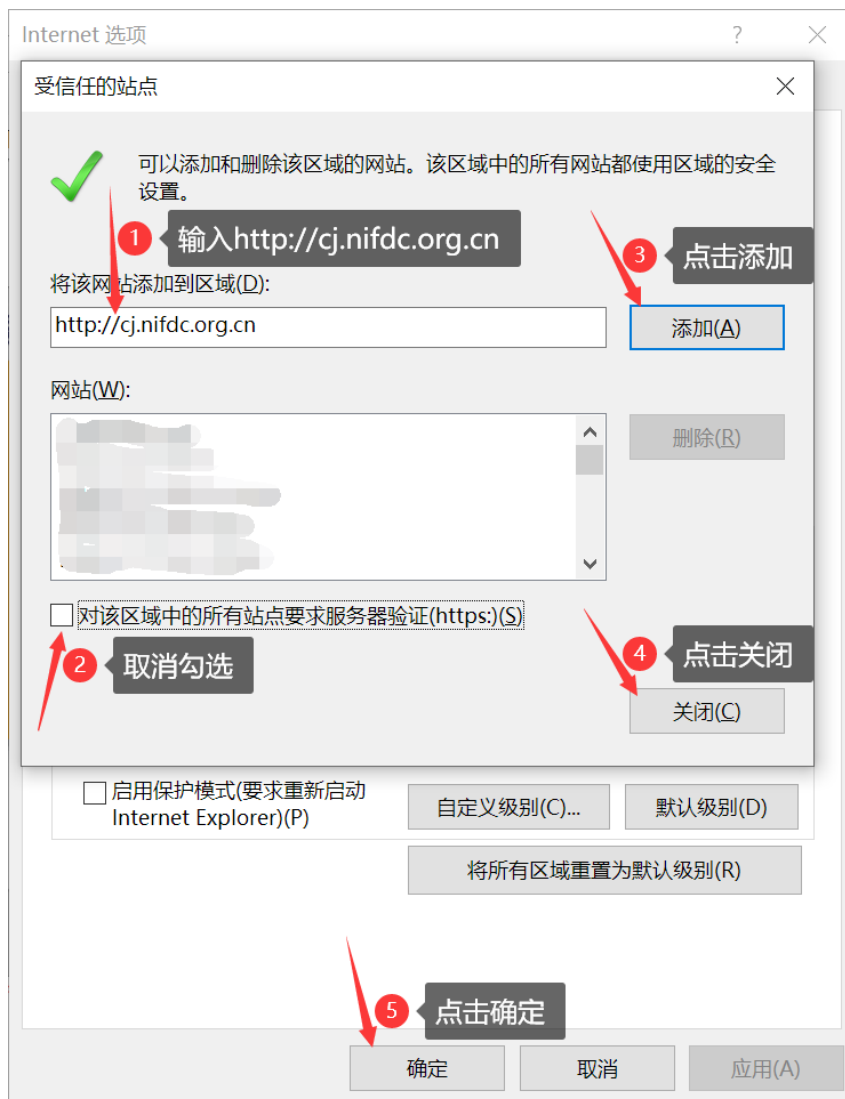 Internet 选项
受信任的站点
可以添加和删除该区域的网站。该区域中的所有网站都使用区域的安全
设置。
1 输入http://cj.nifdc.org.cn
3 点击添加
将该网站添加到区域(D):
http://cj.nifdc.org.cn
添加(A)
网站(W):
删除(R)
对该区域中的所有站点要求服务器验证(https:)(S)
2 取消勾选
4 点击关闭
关闭(C)
启用保护模式(要求重新启动
Internet Explorer)(P)
自定义级别(C)...
默认级别(D)
将所有区域重置为默认级别(R)
5 点击确定
确定
取消
应用(A)